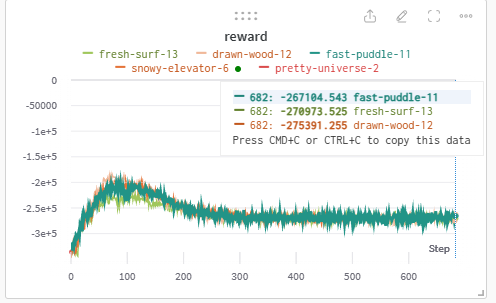 reward
fresh-surf-13 drawn-wood-12 fast-puddle-11
snowy-elevator-6 pretty-universe-2
0
-50000
-1e+5
-1.5e+5
-2e+5
-2.5e+5
-3e+5
682: -267104.543 fast-puddle-11
682: -270973.525 fresh-surf-13
682: -275391.255 drawn-wood-12
Press CMD+C or CTRL+C to copy this data
Step
0 100 200 300 400 500 600